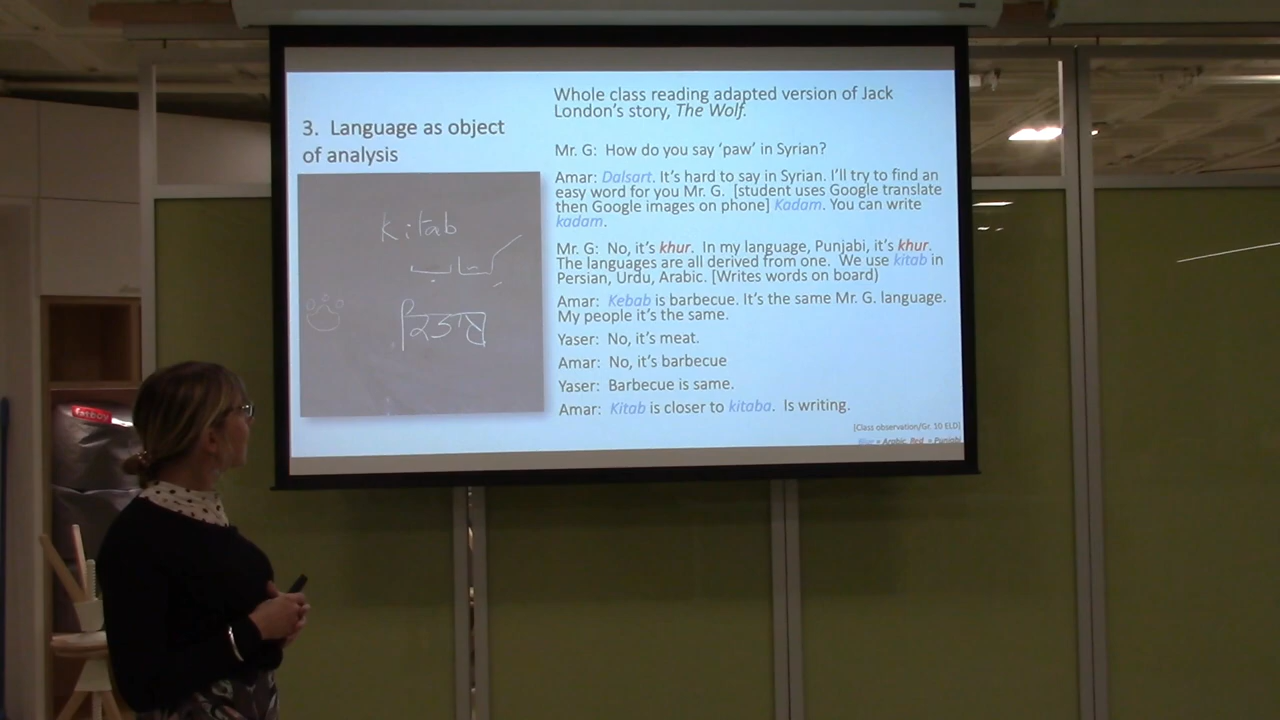 3. Language as object
of analysis
kitab
کتاب
Whole class reading adapted version of Jack
London's story, The Wolf.
Mr. G: How do you say 'paw' in Syrian?
Amar: Dalsart. It's hard to say in Syrian. I'll try to find an
easy word for you Mr. G. [student uses Google translate
then Google images on phone] Kadam. You can write
kadam.
Mr. G: No, it's khur. In my language, Punjabi, it's khur.
The languages are all derived from one. We use kitab in
Persian, Urdu, Arabic. [Writes words on board)
Amar: Kebab is barbecue. It's the same Mr. G. language.
My people it's the same.
Yaser: No, it's meat.
Amar: No, it's barbecue
Yaser: Barbecue is same.
Amar: Kitab is closer to kitaba. Is writing.
[Class observation/Gr. 10 ELD]
Blue = Arabic Red = Punjabi
fatboy